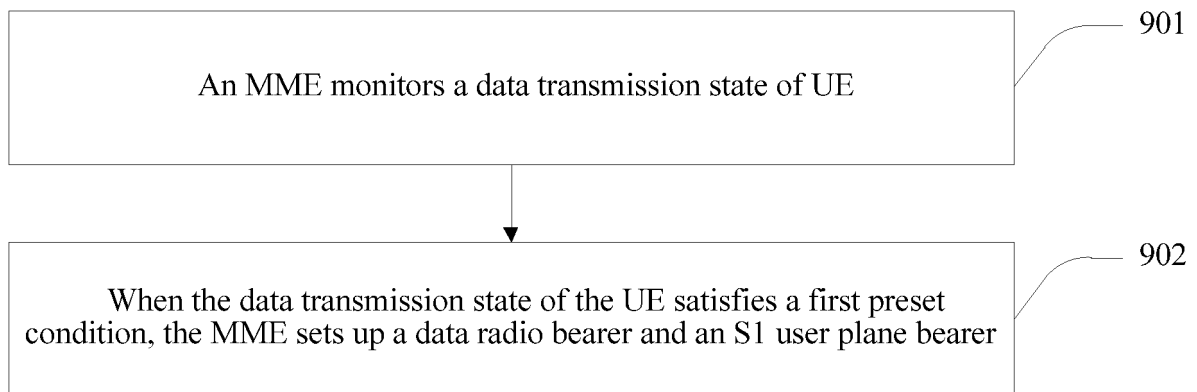 901
An MME monitors a data transmission state of UE
902
When the data transmission state of the UE satisfies a first preset
condition, the MME sets up a data radio bearer and an S1 user plane bearer